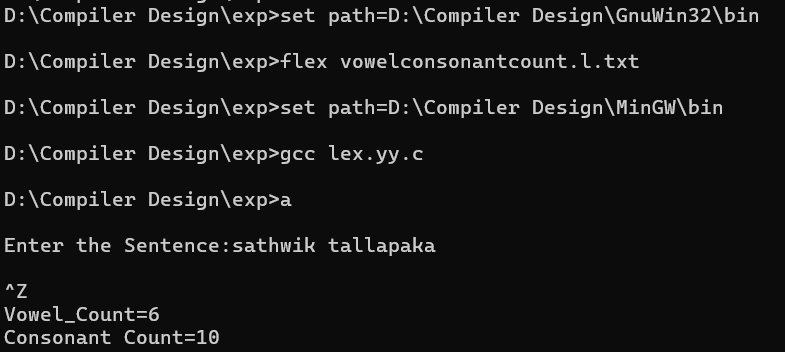 D:\Compiler Design\exp>set path=D:\Compiler Design\GnuWin32\bin
D:\Compiler Design\exp>flex vowelconsonantcount.l.txt
D:\Compiler Design\exp>set path=D:\Compiler Design\MinGW\bin
D:\Compiler Design\exp>gcc lex.yy.c
D:\Compiler Design\exp>a
Enter the Sentence:sathwik tallapaka
^Z
Vowel_Count=6
Consonant Count=10